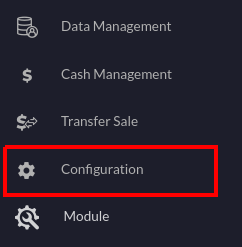 Data Management
Cash Management
Transfer Sale
Configuration
Module